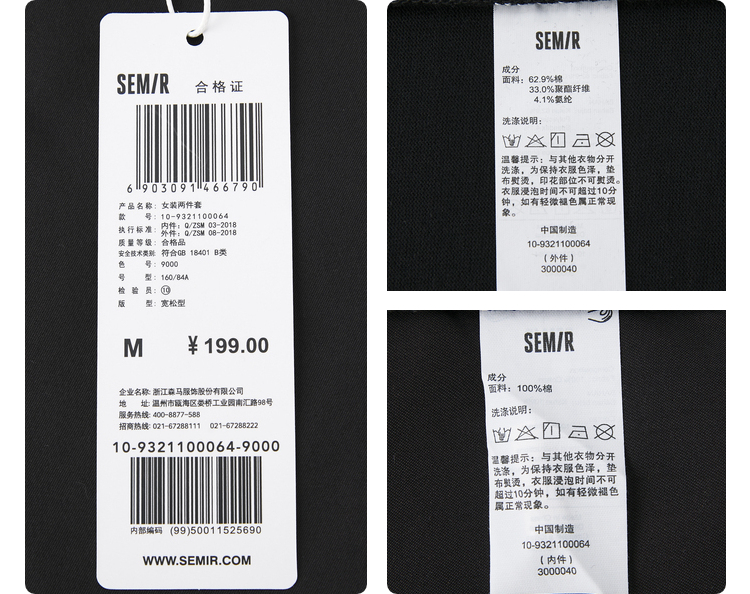 SEMIR 合格证
6 903091 466790
产品名称: 女装两件套
款 号: 10-9321100064
执行标准: 内件: Q/ZSM 03-2018
外件: Q/ZSM 08-2018
质量等级: 合格品
安全技术类别: 符合GB 18401 B类
色 号: 9000
号 型: 160/84A
检 验 员: ⑩
版 型: 宽松型
M ¥199.00
企业名称: 浙江森马服饰股份有限公司
地 址: 温州市瓯海区娄桥工业园南汇路98号
服务热线: 400-8877-588
招商热线: 021-67288111 021-67288222
10-9321100064-9000
内部编码 (99)50011525690
WWW.SEMIR.COM
SEMIR
成分
面料: 62.9%棉
33.0%聚酯纤维
4.1%氨纶
洗涤说明:
温馨提示: 与其他衣物分开
洗涤, 为保持衣服色泽, 垫
布熨烫, 印花部位不可熨烫。
衣服浸泡时间不可超过10分
钟, 如有轻微褪色属正常现
象。
中国制造
10-9321100064
(外件)
3000040
SEMIR
成分
面料: 100%棉
洗涤说明:
温馨提示: 与其他衣物分开
洗涤, 为保持衣服色泽, 垫
布熨烫, 衣服浸泡时间不可
超过10分钟, 如有轻微褪色
属正常现象。
中国制造
10-9321100064
(内件)
3000040